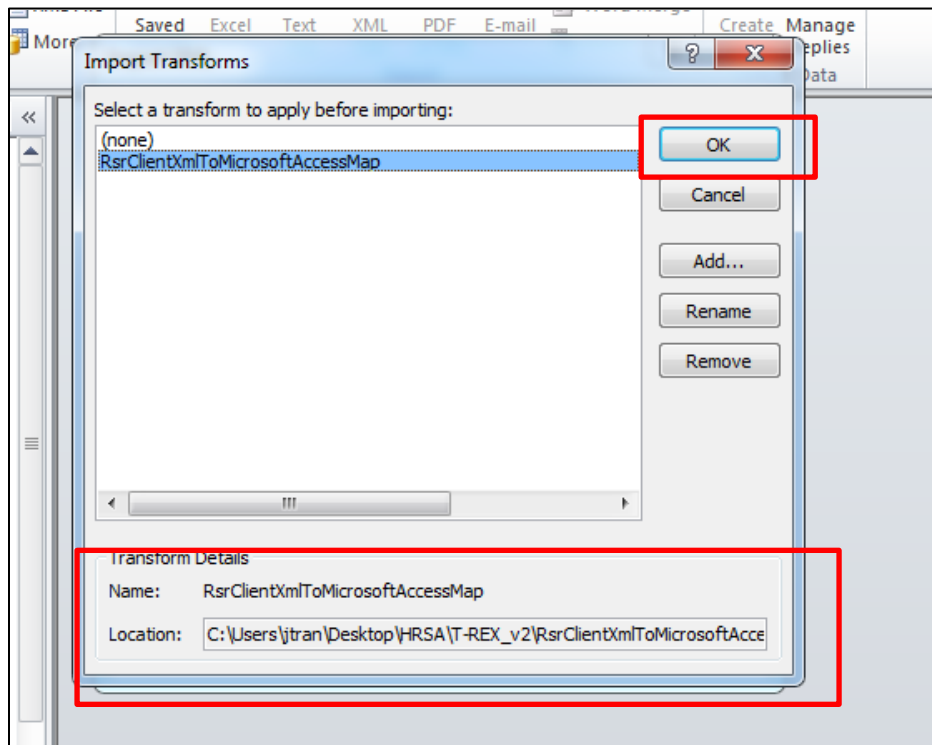 Saved Excel Text XML PDF E-mail Create Manage
More
Data
Import Transforms
Select a transform to apply before importing:
(none)
RsrClientXmlToMicrosoftAccessMap
OK
Cancel
Add...
Rename
Remove
Transform Details
Name: RsrClientXmlToMicrosoftAccessMap
Location: C:\Users\jtran\Desktop\HRSA\T-REX_v2\RsrClientXmlToMicrosoftAcce